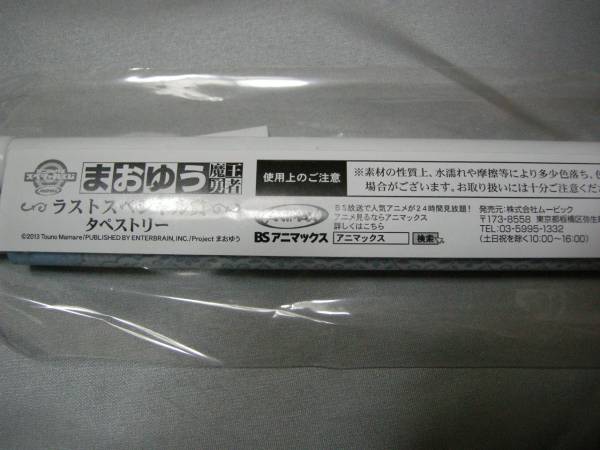 まおゆう魔王勇者
ラストス
タペストリー
©2013 Touno Mamare/PUBLISHED BY ENTERBRAIN, INC./Project まおゆう
使用上のご注意
※素材の性質上、水濡れや摩擦等により多少色落ち、
場合がございます。お取り扱いには十分ご注意くださ
BSアニマックス
BS放送で人気アニメが24時間見放題!
アニメ見るならアニマックス
詳しくはこちら
アニマックス 検索
発売元:株式会社ムービック
〒173-8558 東京都板橋区弥生町
TEL:03-5995-1332
(土日祝を除く10:00~16:00)